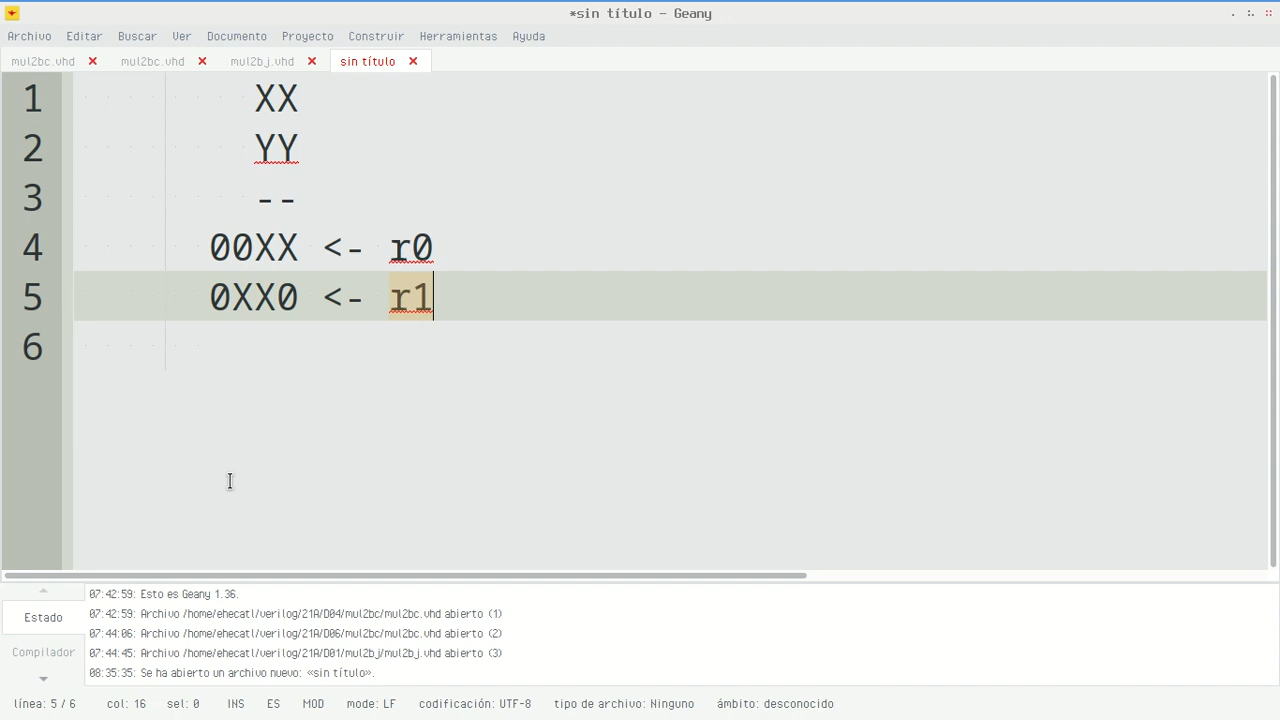 *sin título - Geany
Archivo Editar Buscar Ver Documento Proyecto Construir Herramientas Ayuda
mul2bc.vhd mul2bc.vhd mul2bj.vhd sin título
1 XX
2 YY
3 --
4 00XX <- r0
5 0XX0 <- r1
6
07:42:59: Esto es Geany 1.36.
07:42:59: Archivo /home/ehecatl/verilog/21A/D04/mul2bc/mul2bc.vhd abierto (1)
Estado
07:44:06: Archivo /home/ehecatl/verilog/21A/D06/mul2bc/mul2bc.vhd abierto (2)
Compilador
07:44:45: Archivo /home/ehecatl/verilog/21A/D01/mul2bj/mul2bj.vhd abierto (3)
08:35:35: Se ha abierto un archivo nuevo: «sin título».
línea: 5 / 6 col: 16 sel: 0 INS ES MOD mode: LF codificación: UTF-8 tipo de archivo: Ninguno ámbito: desconocido